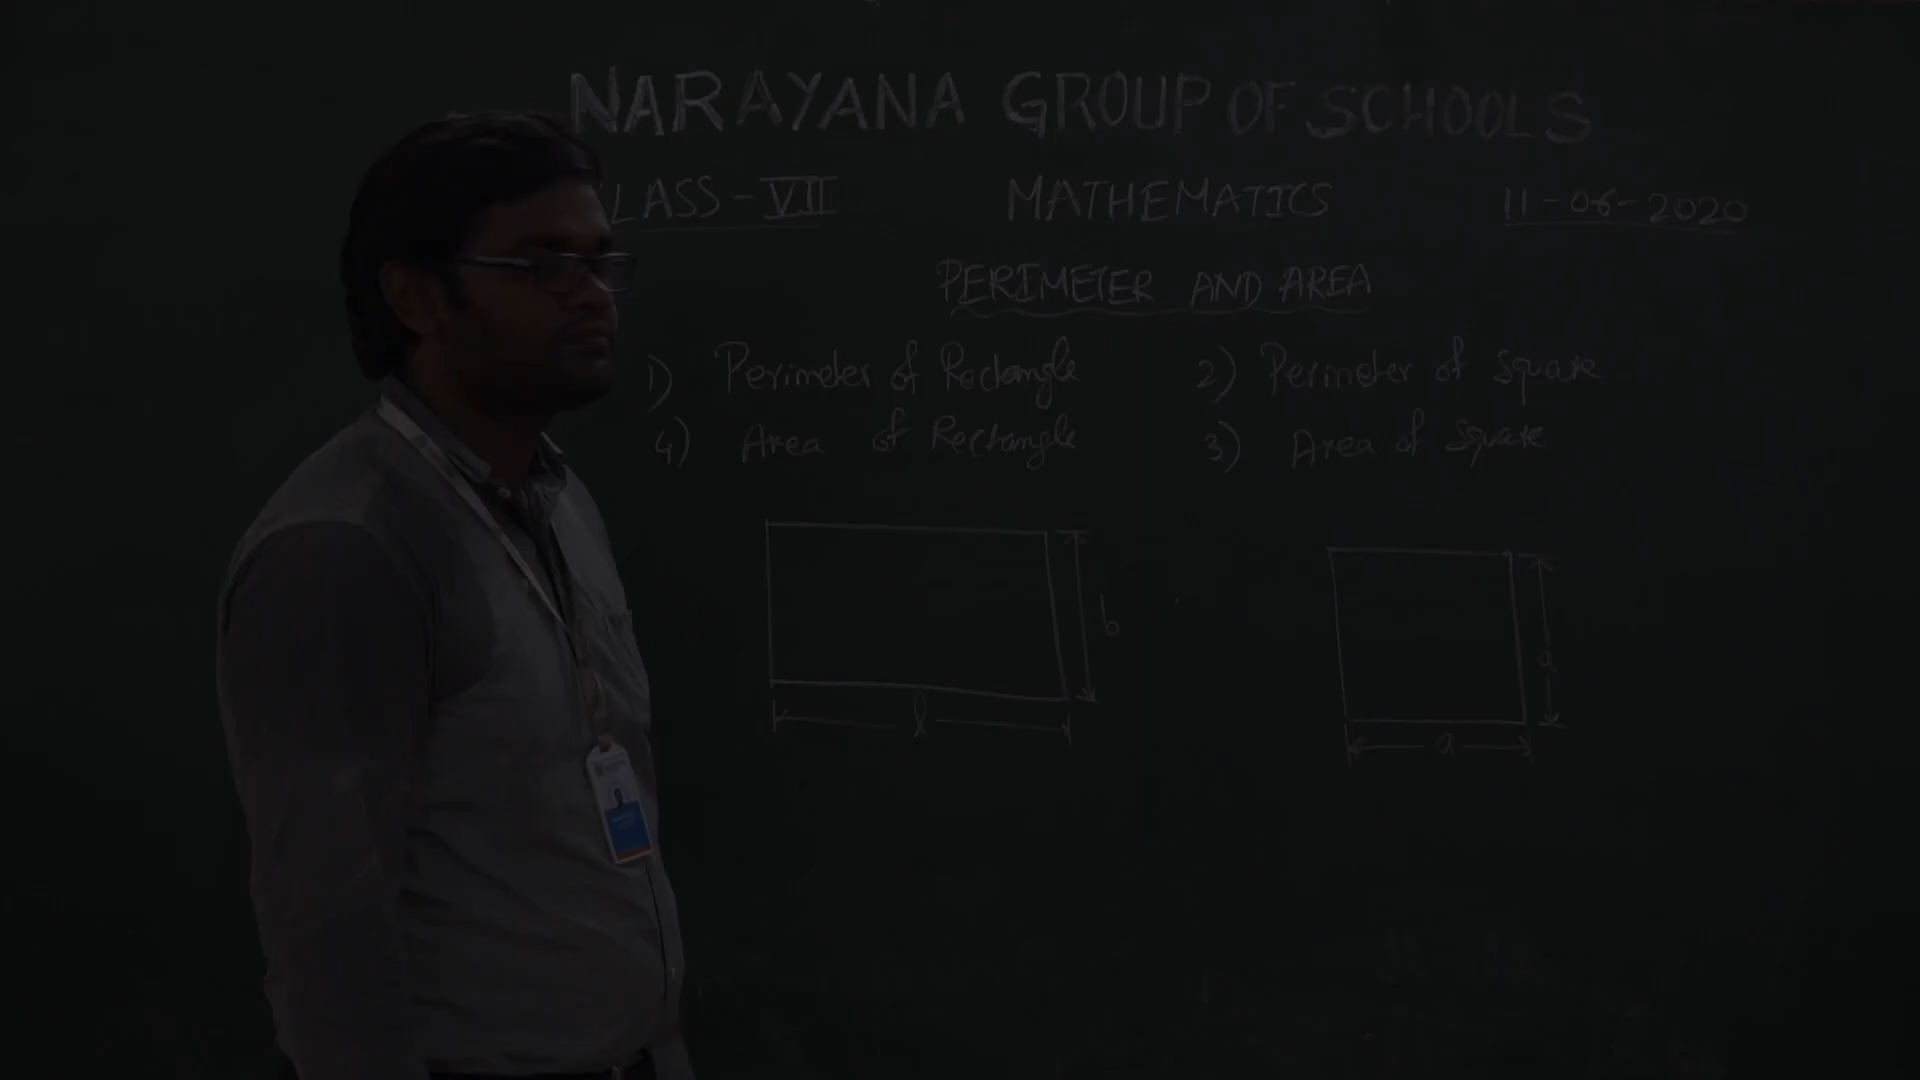 NARAYANA GROUP OF SCHOOLS
LASS - VII MATHEMATICS 11-06-2020
PERIMETER AND AREA
1) Perimeter of Rectangle 2) Perimeter of Square
4) Area of Rectangle 3) Area of Square
b
a
l
a